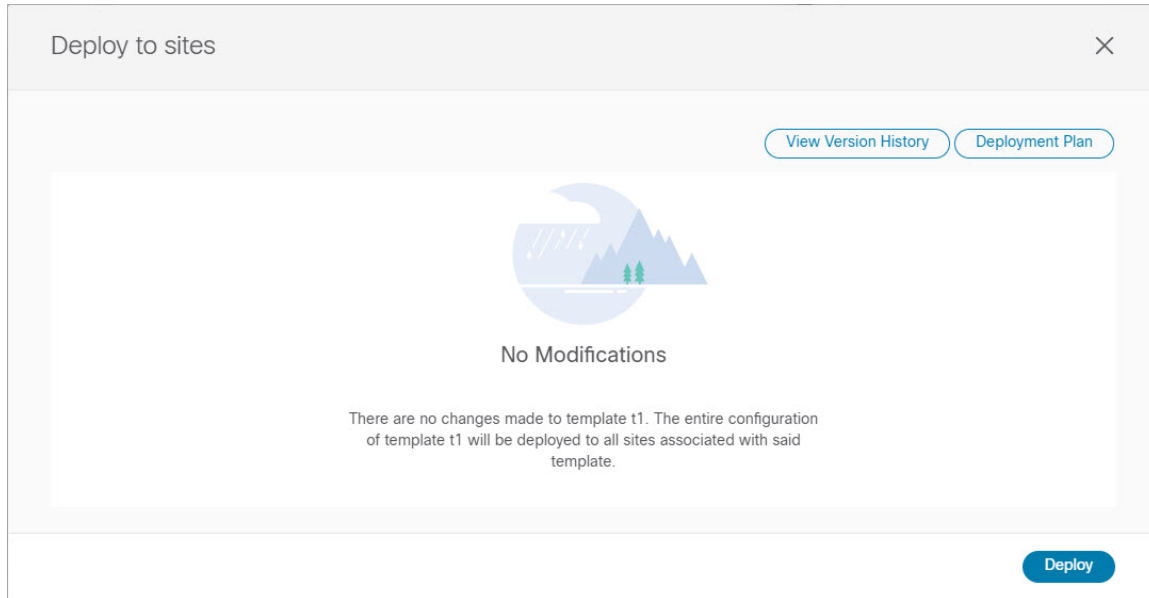 Deploy to sites
View Version History
Deployment Plan
No Modifications
There are no changes made to template t1. The entire configuration
of template t1 will be deployed to all sites associated with said
template.
Deploy